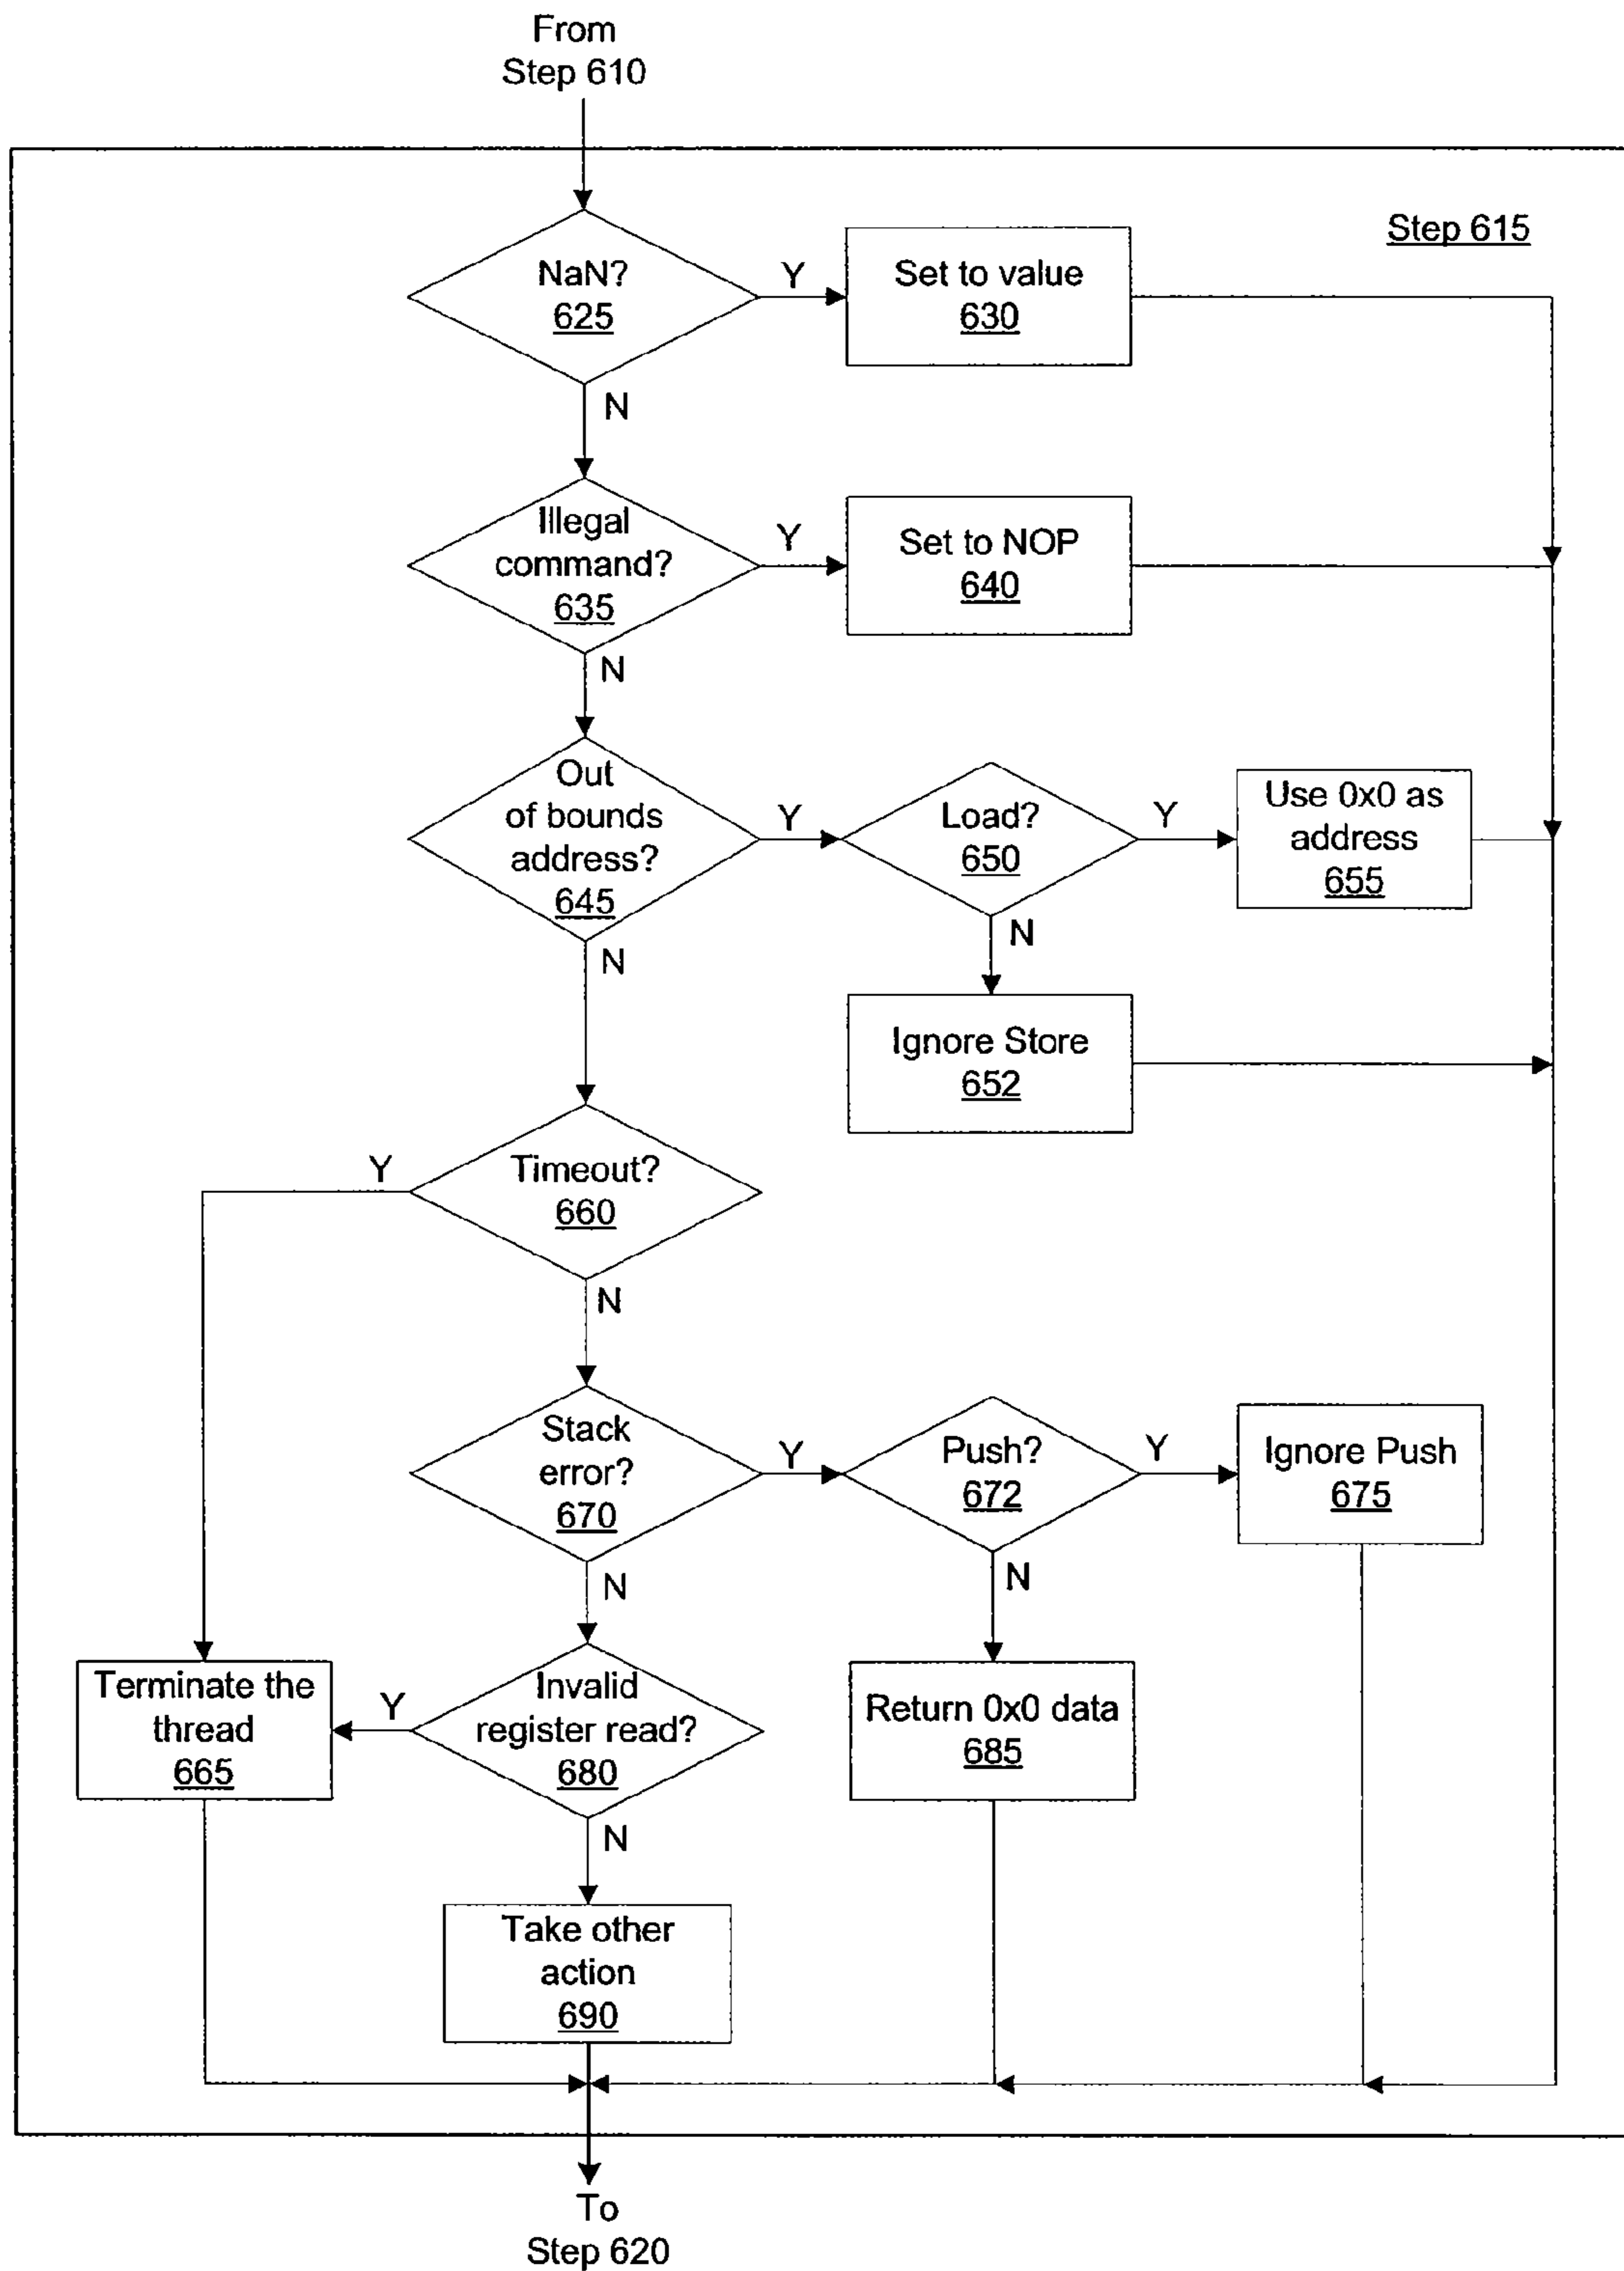 From
Step 610
Step 615
NaN?
625
Y
Set to value
630
N
Illegal
command?
635
Y
Set to NOP
640
N
Out
of bounds
address?
645
Y
Load?
650
Y
Use 0x0 as
address
655
N
N
Ignore Store
652
Y
Timeout?
660
N
Stack
error?
670
Y
Push?
672
Y
Ignore Push
675
N
N
Terminate the
thread
665
Y
Invalid
register read?
680
Return 0x0 data
685
N
Take other
action
690
To
Step 620